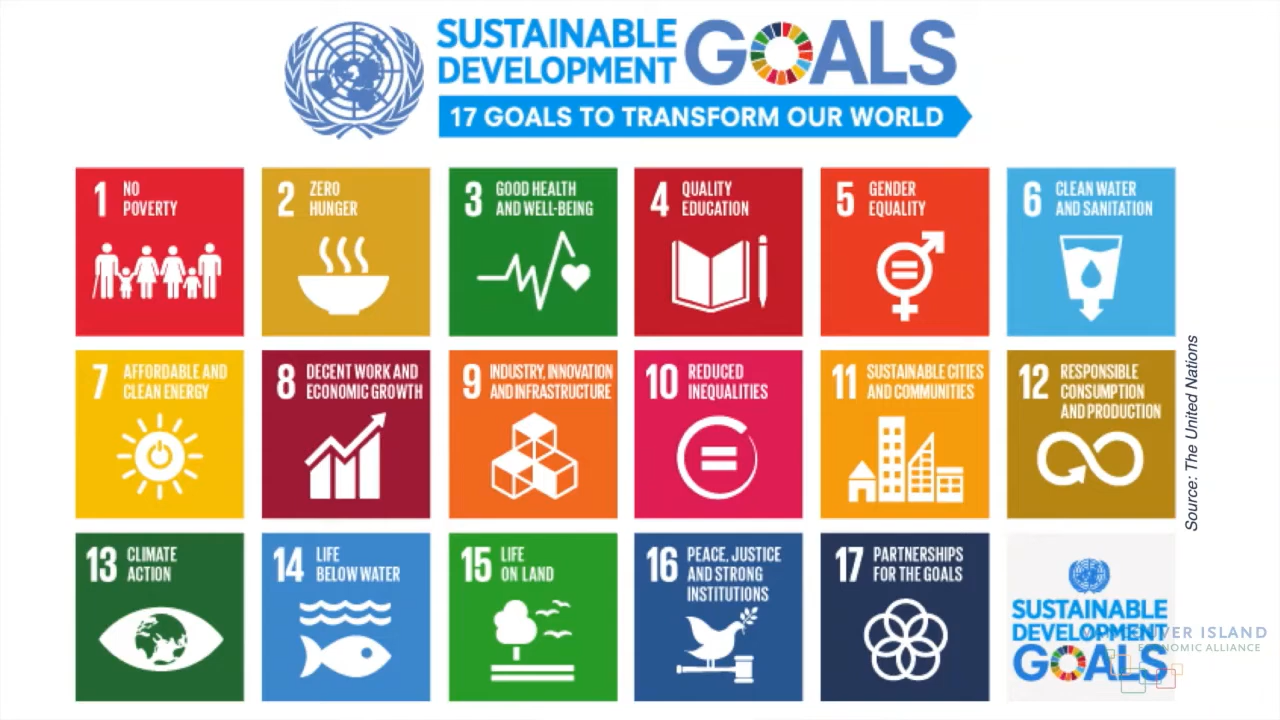 SUSTAINABLE
DEVELOPMENT
GOALS
17 GOALS TO TRANSFORM OUR WORLD
1 NO
POVERTY
2 ZERO
HUNGER
3 GOOD HEALTH
AND WELL-BEING
4 QUALITY
EDUCATION
5 GENDER
EQUALITY
6 CLEAN WATER
AND SANITATION
7 AFFORDABLE AND
CLEAN ENERGY
8 DECENT WORK AND
ECONOMIC GROWTH
9 INDUSTRY, INNOVATION
AND INFRASTRUCTURE
10 REDUCED
INEQUALITIES
11 SUSTAINABLE CITIES
AND COMMUNITIES
12 RESPONSIBLE
CONSUMPTION
AND PRODUCTION
Source: The United Nations
13 CLIMATE
ACTION
14 LIFE
BELOW WATER
15 LIFE
ON LAND
16 PEACE, JUSTICE
AND STRONG
INSTITUTIONS
17 PARTNERSHIPS
FOR THE GOALS
SUSTAINABLE
DEVELOPMENT
GOALS
VANCOUVER ISLAND
ECONOMIC ALLIANCE